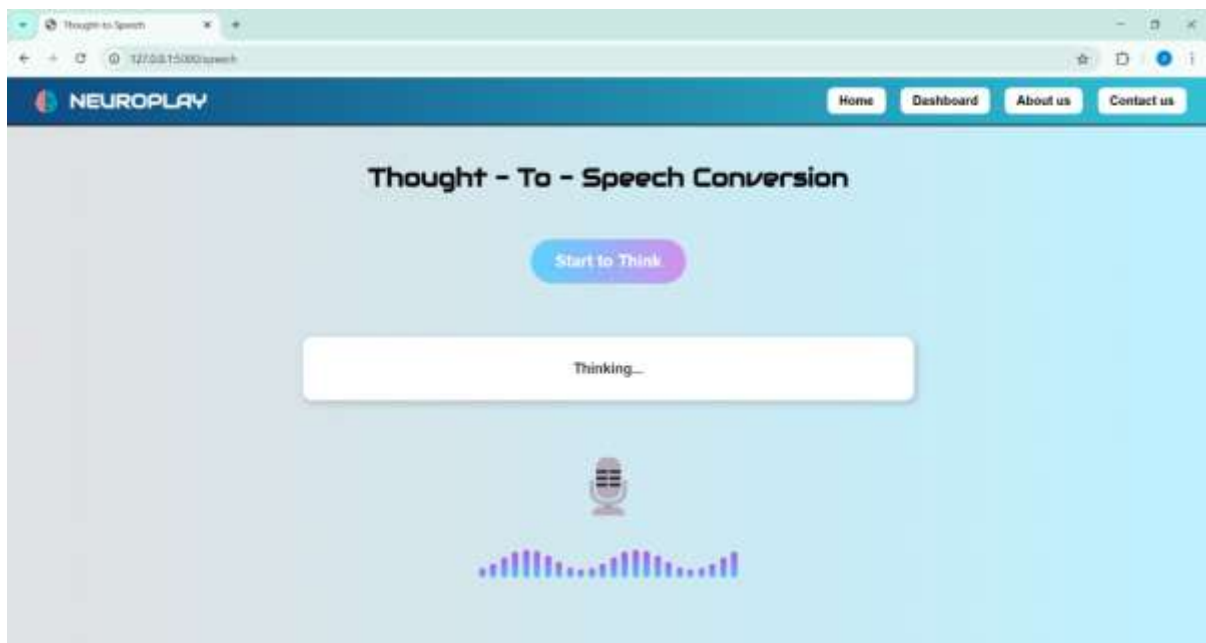 Thought-to-Speech
127.0.0.1:5000/speech
NEUROPLAY
Home Dashboard About us Contact us
Thought - To - Speech Conversion
Start to Think
Thinking...